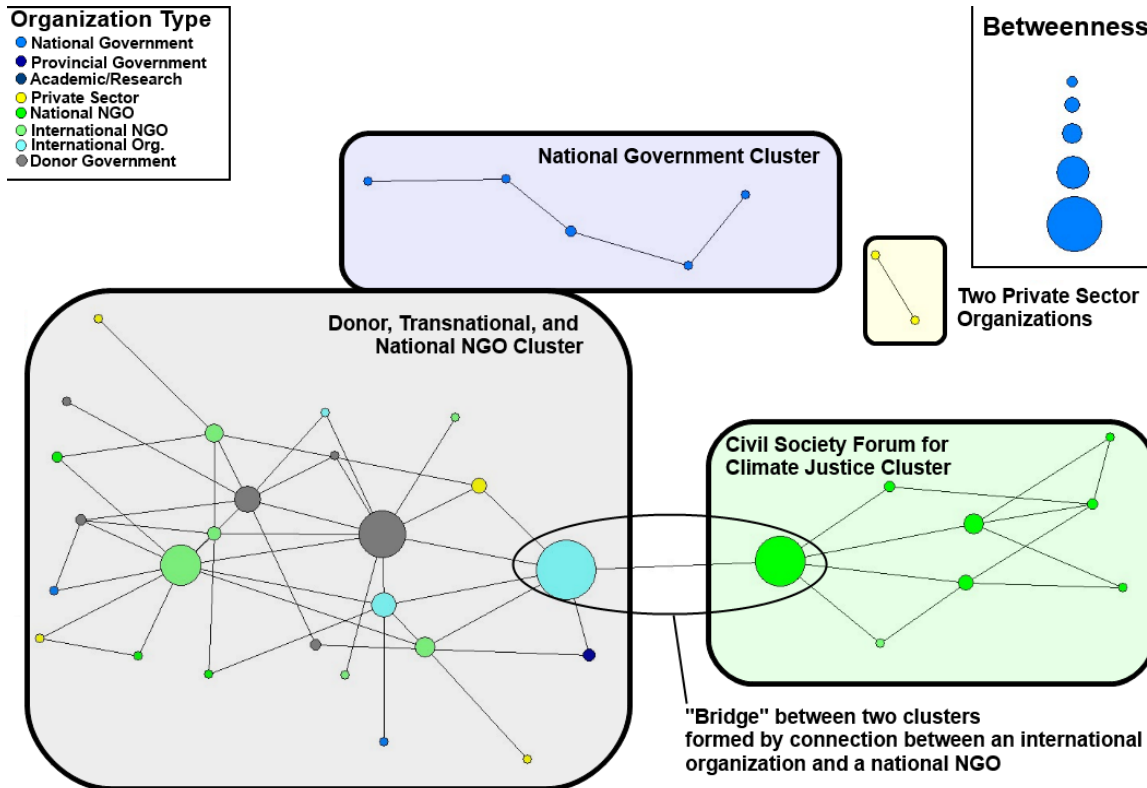 Organization Type
National Government
Provincial Government
Academic/Research
Private Sector
National NGO
International NGO
International Org.
Donor Government
Betweenness
National Government Cluster
Two Private Sector
Organizations
Donor, Transnational, and
National NGO Cluster
Civil Society Forum for
Climate Justice Cluster
"Bridge" between two clusters
formed by connection between an international
organization and a national NGO